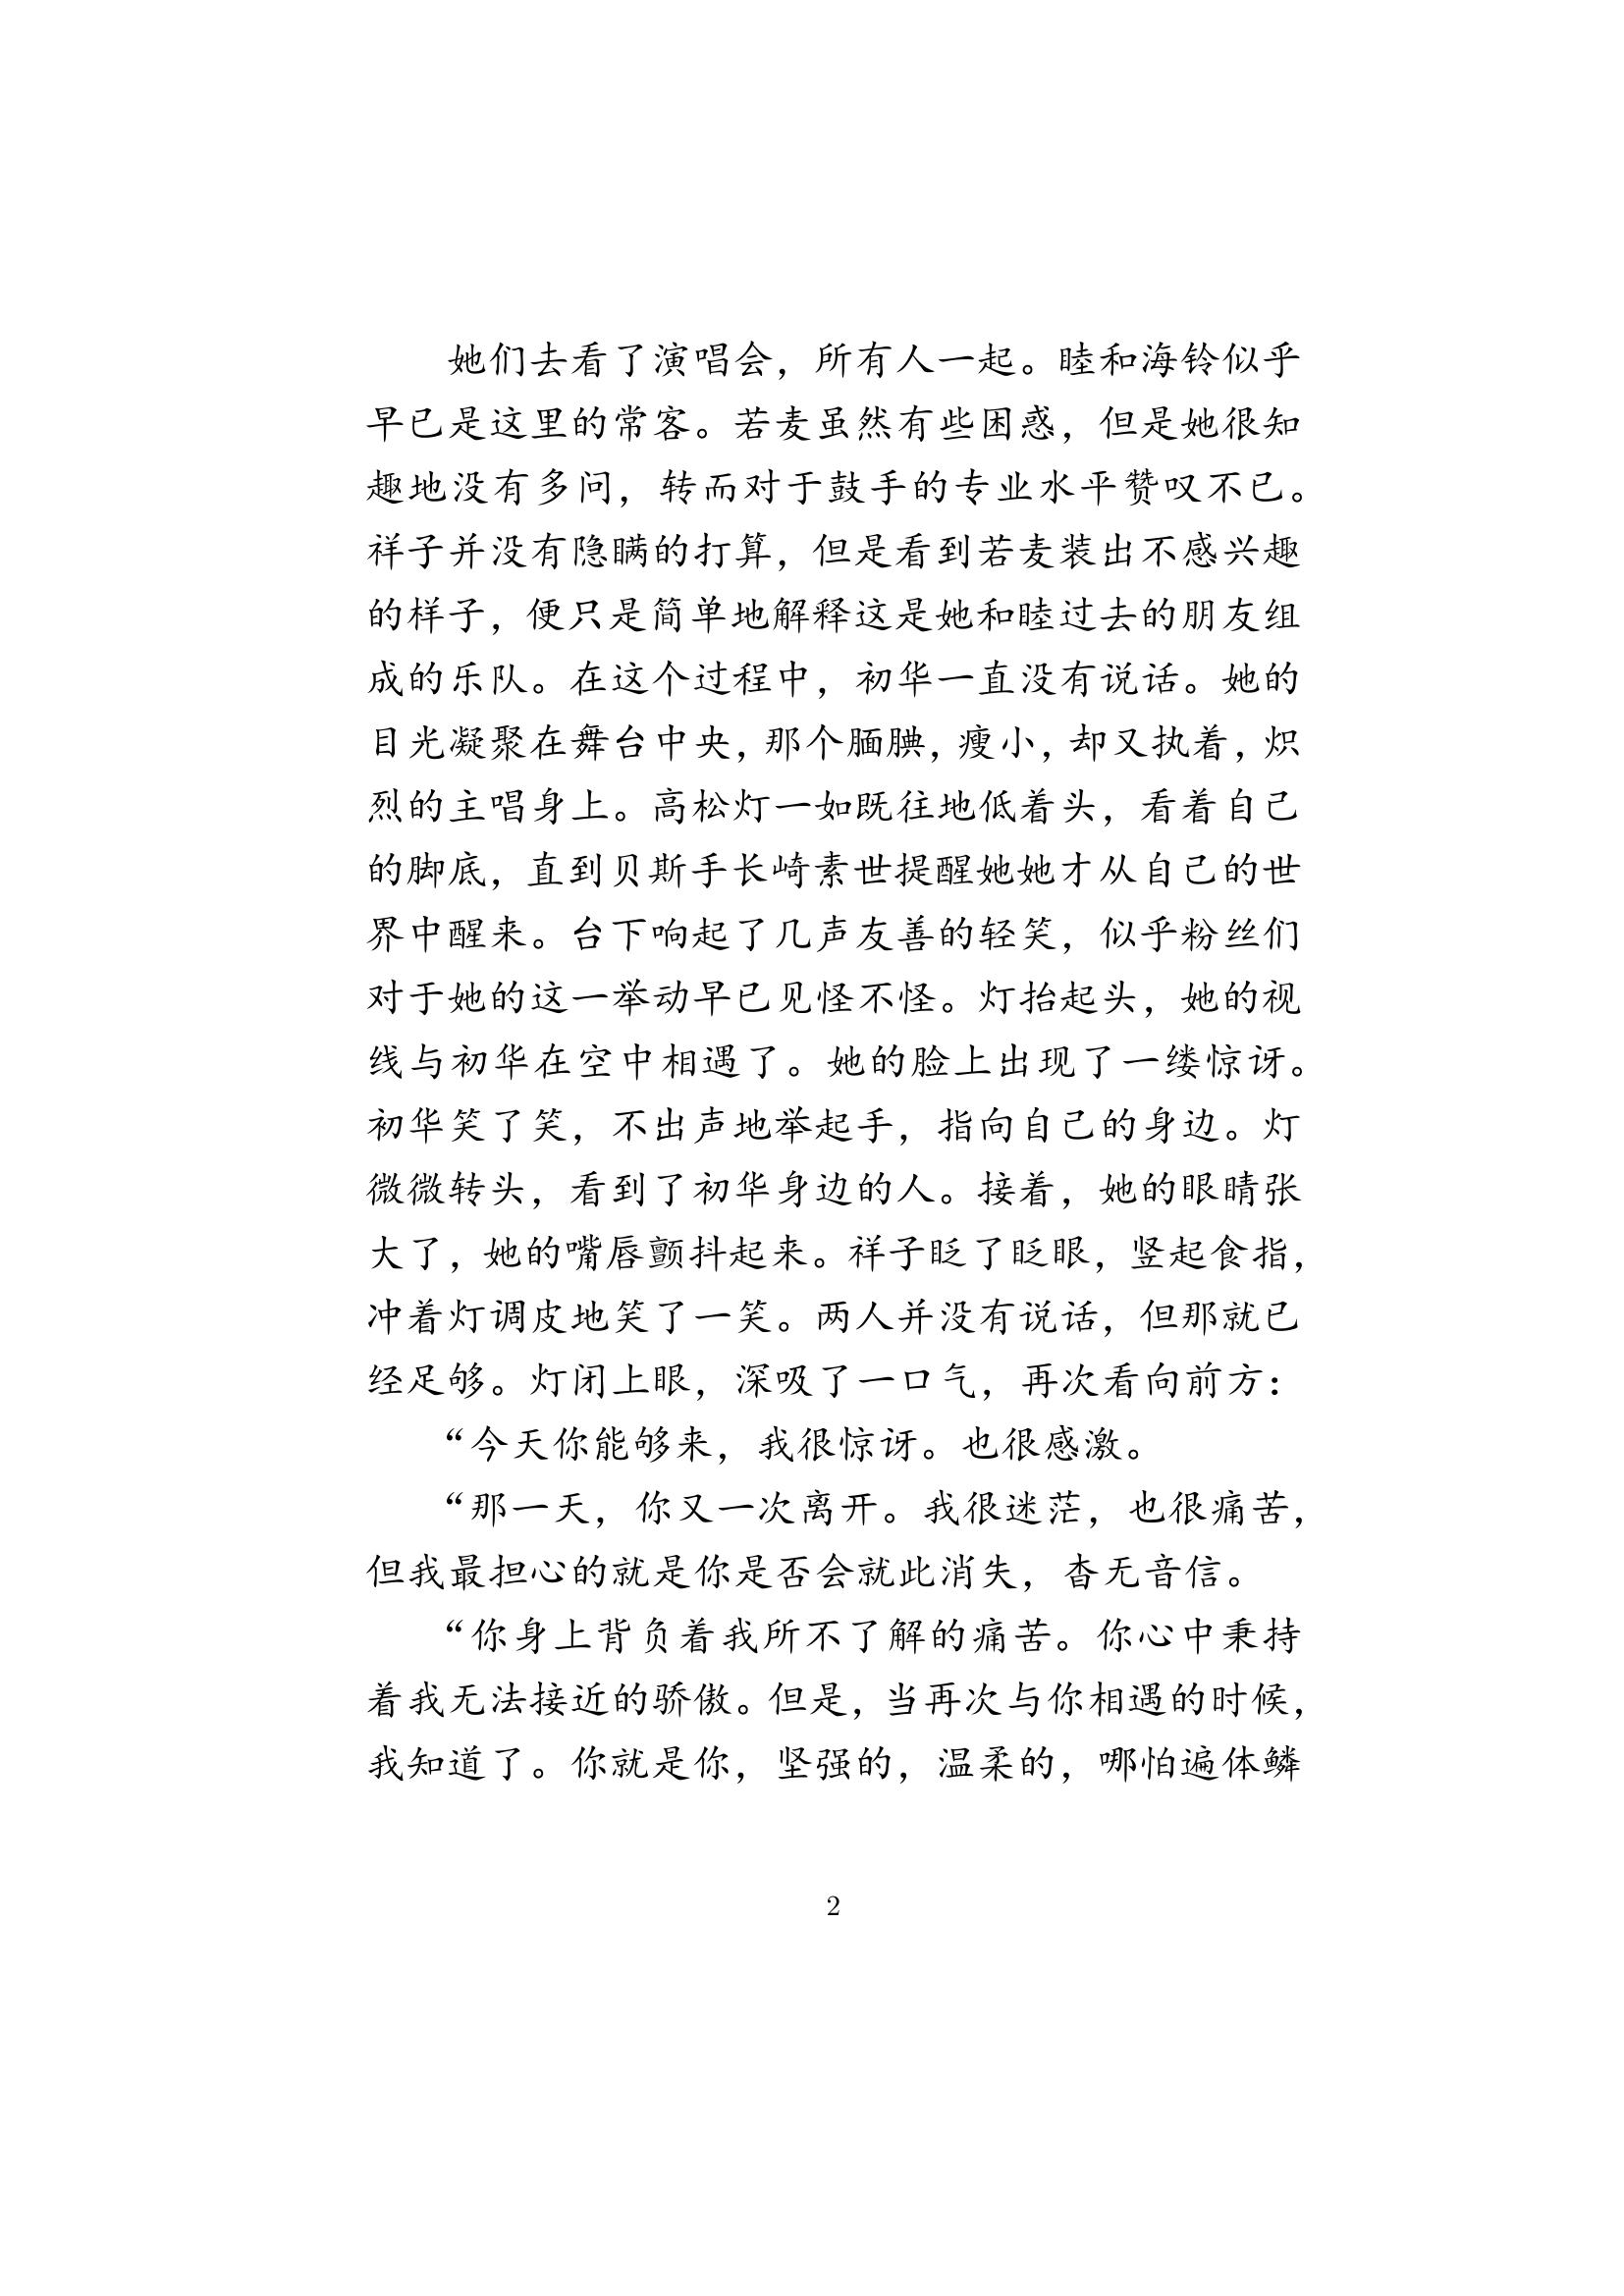 她们去看了演唱会，所有人一起。睦和海铃似乎
早已是这里的常客。若麦虽然有些困惑，但是她很知
趣地没有多问，转而对于鼓手的专业水平赞叹不已。
祥子并没有隐瞒的打算，但是看到若麦装出不感兴趣
的样子，便只是简单地解释这是她和睦过去的朋友组
成的乐队。在这个过程中，初华一直没有说话。她的
目光凝聚在舞台中央，那个腼腆，瘦小，却又执着，炽
烈的主唱身上。高松灯一如既往地低着头，看着自己
的脚底，直到贝斯手长崎素世提醒她她才从自己的世
界中醒来。台下响起了几声友善的轻笑，似乎粉丝们
对于她的这一举动早已见怪不怪。灯抬起头，她的视
线与初华在空中相遇了。她的脸上出现了一缕惊讶。
初华笑了笑，不出声地举起手，指向自己的身边。灯
微微转头，看到了初华身边的人。接着，她的眼睛张
大了，她的嘴唇颤抖起来。祥子眨了眨眼，竖起食指，
冲着灯调皮地笑了一笑。两人并没有说话，但那就已
经足够。灯闭上眼，深吸了一口气，再次看向前方：
“今天你能够来，我很惊讶。也很感激。
“那一天，你又一次离开。我很迷茫，也很痛苦，
但我最担心的就是你是否会就此消失，杳无音信。
“你身上背负着我所不了解的痛苦。你心中秉持
着我无法接近的骄傲。但是，当再次与你相遇的时候，
我知道了。你就是你，坚强的，温柔的，哪怕遍体鳞
2